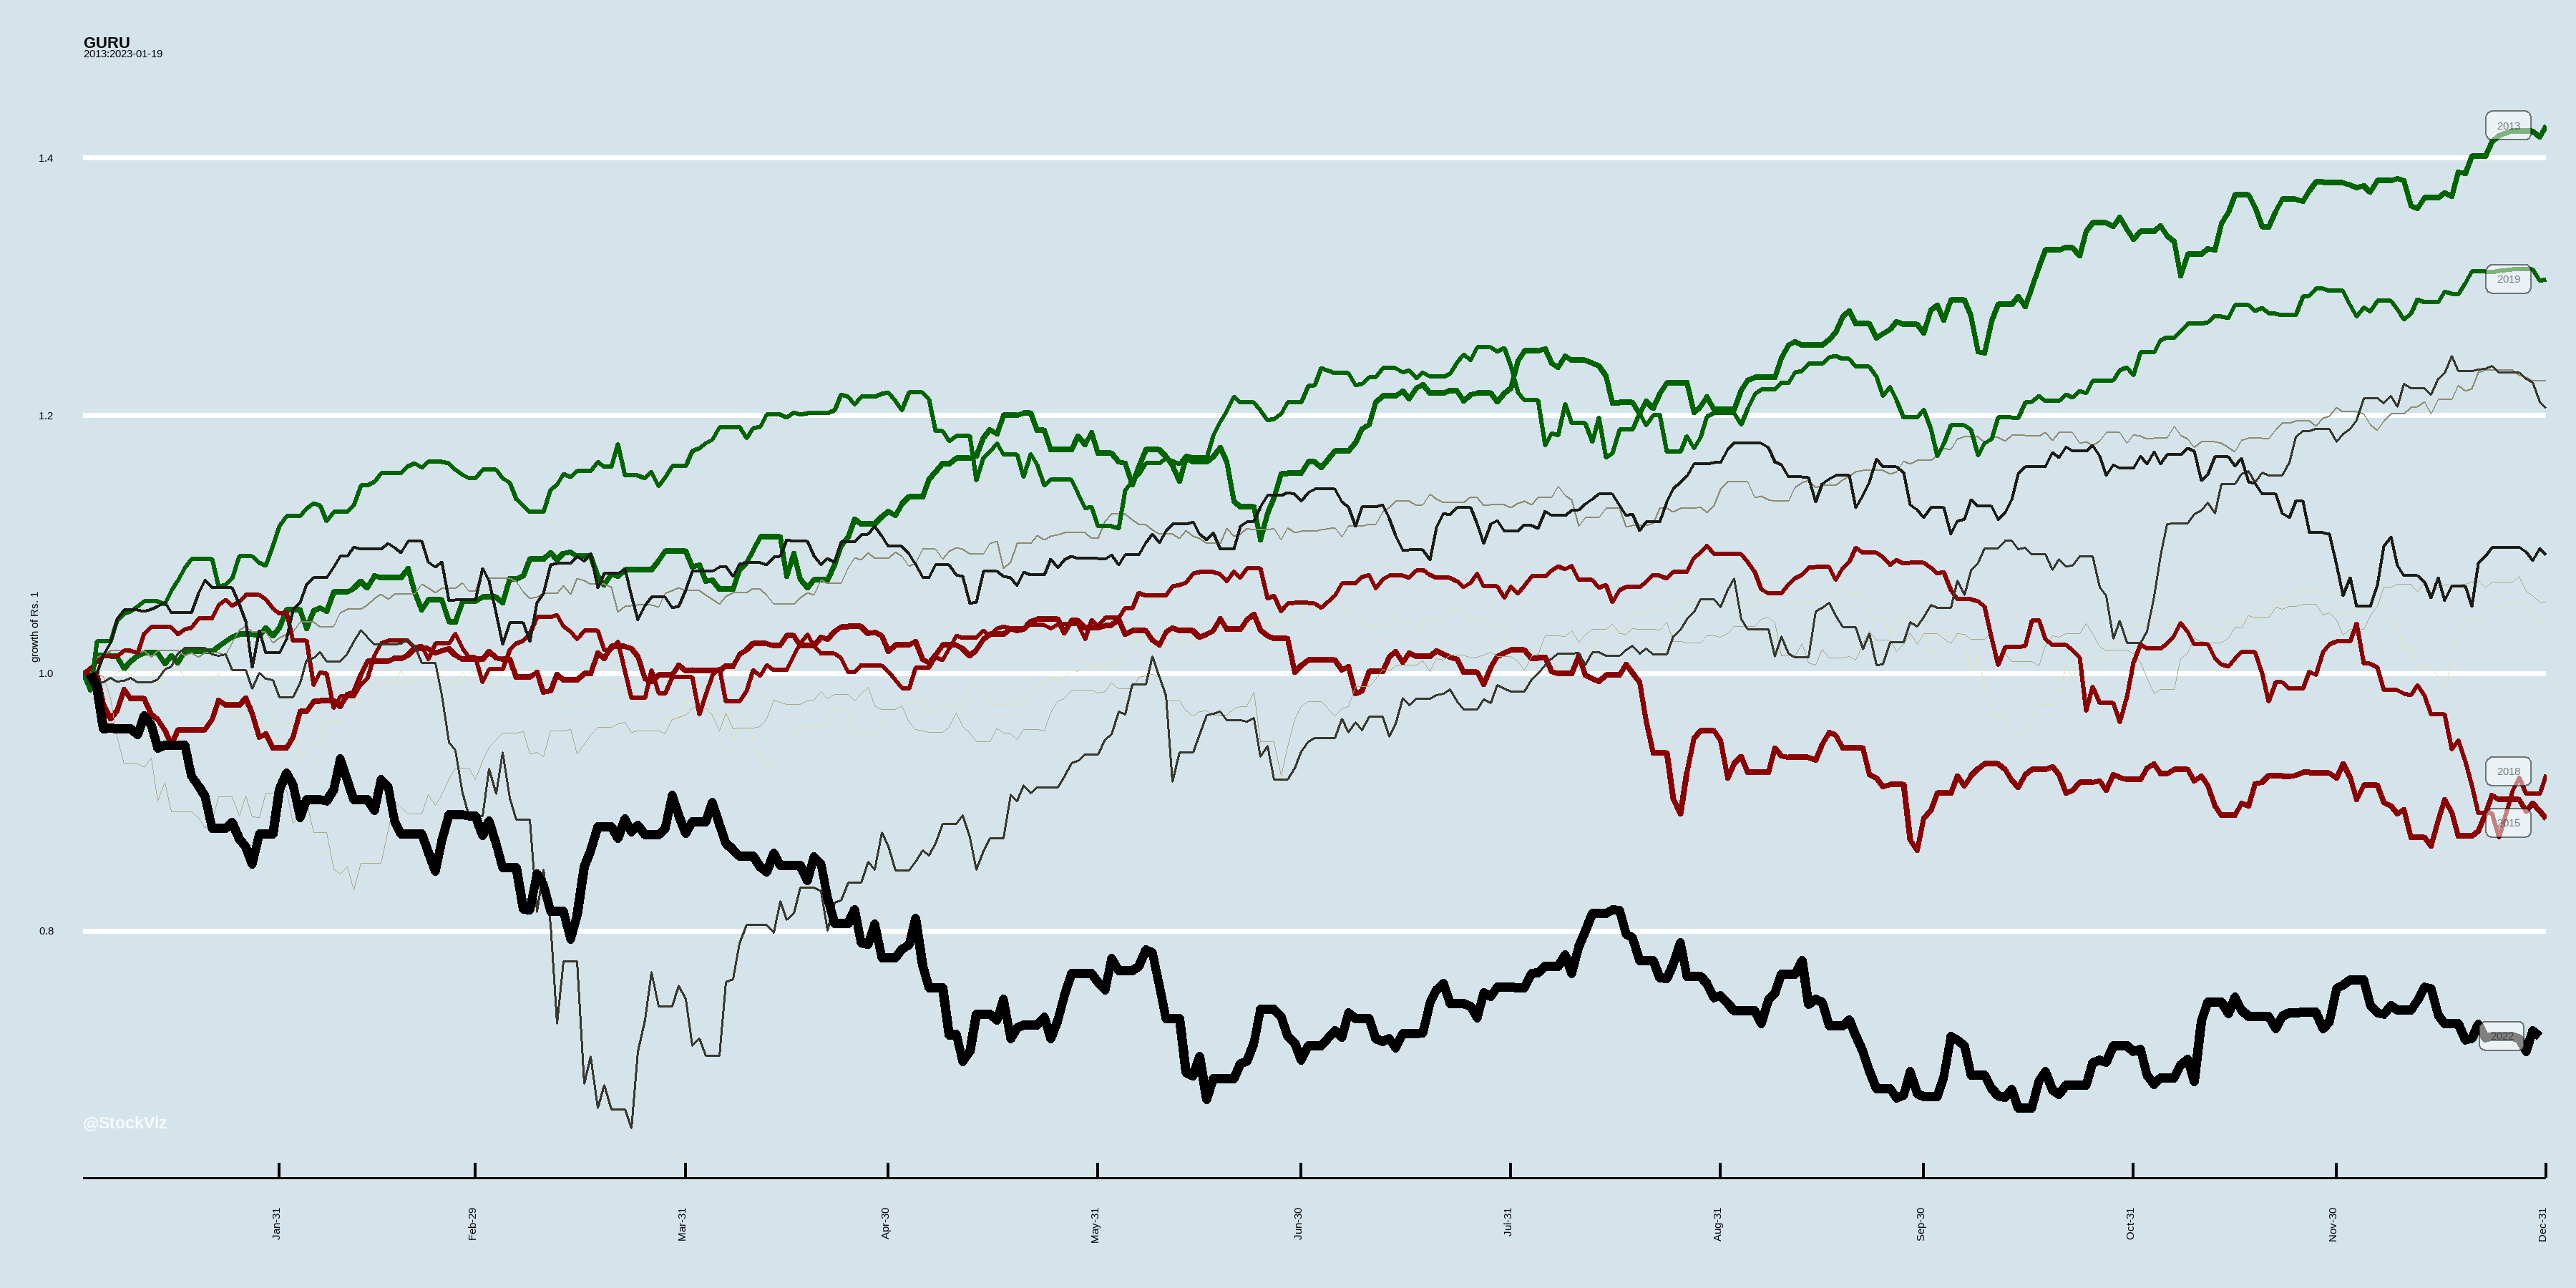 GURU
2013:2023-01-19
1.4
1.2
1.0
0.8
growth of Rs. 1
2013
2019
2018
2015
2022
@StockViz
Jan-31
Feb-29
Mar-31
Apr-30
May-31
Jun-30
Jul-31
Aug-31
Sep-30
Oct-31
Nov-30
Dec-31